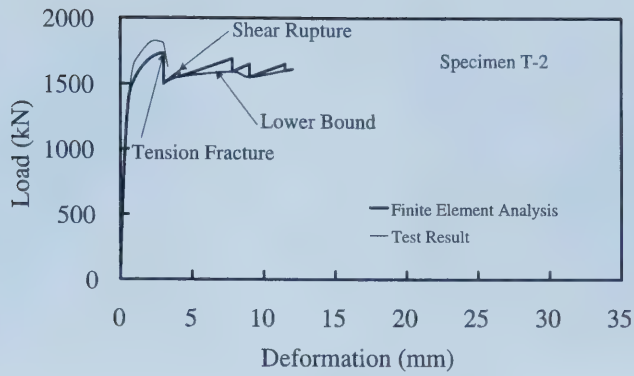 2000
1500
1000
500
0
Load (kN)
Shear Rupture
Specimen T-2
Lower Bound
Tension Fracture
Finite Element Analysis
Test Result
0 5 10 15 20 25 30 35
Deformation (mm)